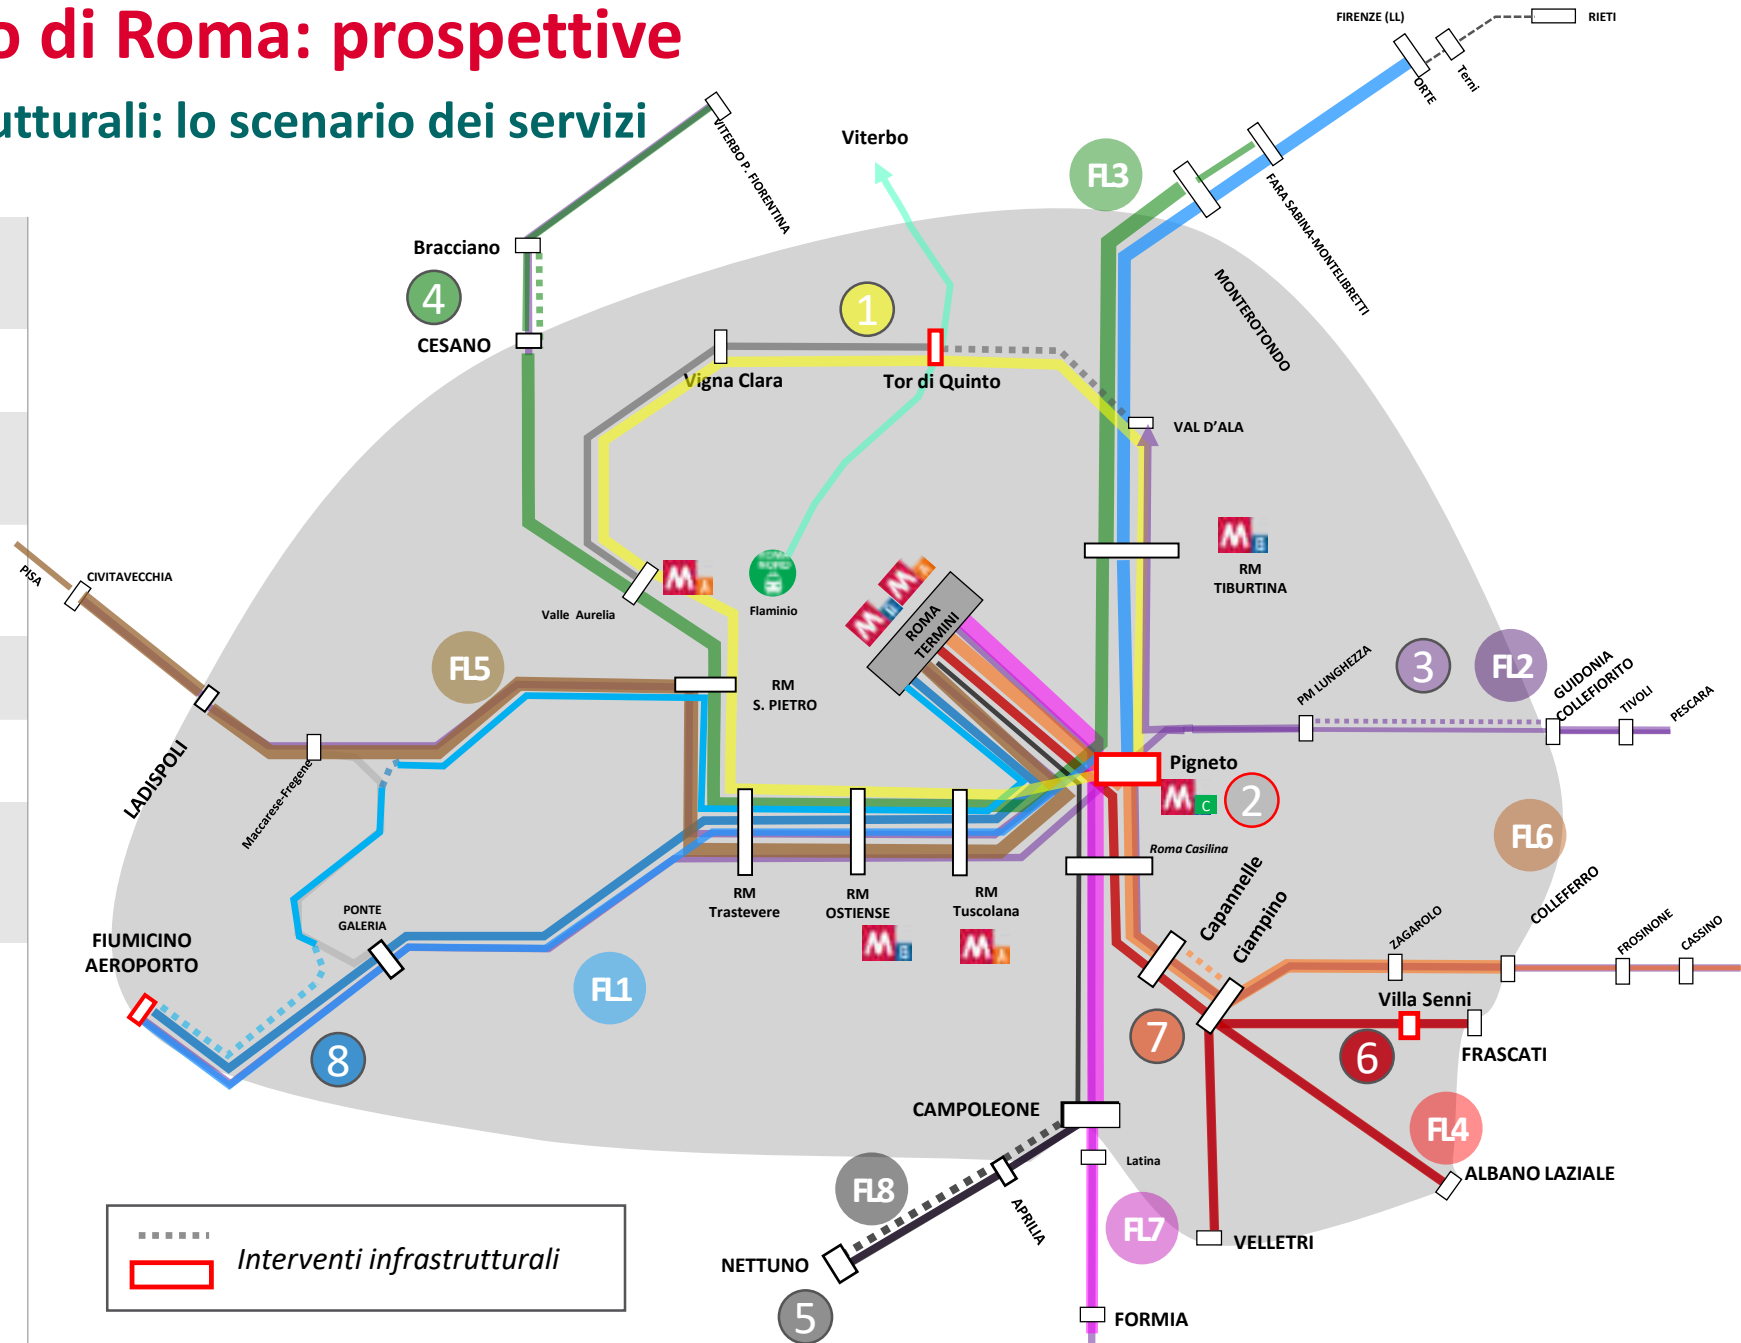 o di Roma: prospettive
utturali: lo scenario dei servizi
FIRENZE (LL)
RIETI
Terni
ORTE
VITERBO P. FIORENTINA
Viterbo
FL3
FARA SABINA-MONTELIBRETTI
MONTEROTONDO
Bracciano
4
1
CESANO
Vigna Clara
Tor di Quinto
VAL D'ALA
M B
RM
TIBURTINA
PISA
CIVITAVECCHIA
Valle Aurelia
M A
ROMA
NORD
Flaminio
M B
M A
ROMA
TERMINI
FL5
RM
S. PIETRO
3
FL2
PM LUNGHEZZA
GUIDONIA
COLLEFIORITO
TIVOLI
PESCARA
LADISPOLI
Maccarese-Fregene
Pigneto
M C
2
FL6
Roma Casilina
RM
Trastevere
RM
OSTIENSE
M B
RM
Tuscolana
M A
Capannelle
Ciampino
ZAGAROLO
COLLEFERRO
FROSINONE
CASSINO
PONTE
GALERIA
FIUMICINO
AEROPORTO
FL1
8
7
Villa Senni
6
FRASCATI
CAMPOLEONE
FL4
Latina
ALBANO LAZIALE
FL8
APRILIA
FL7
VELLETRI
NETTUNO
5
FORMIA
Interventi infrastrutturali